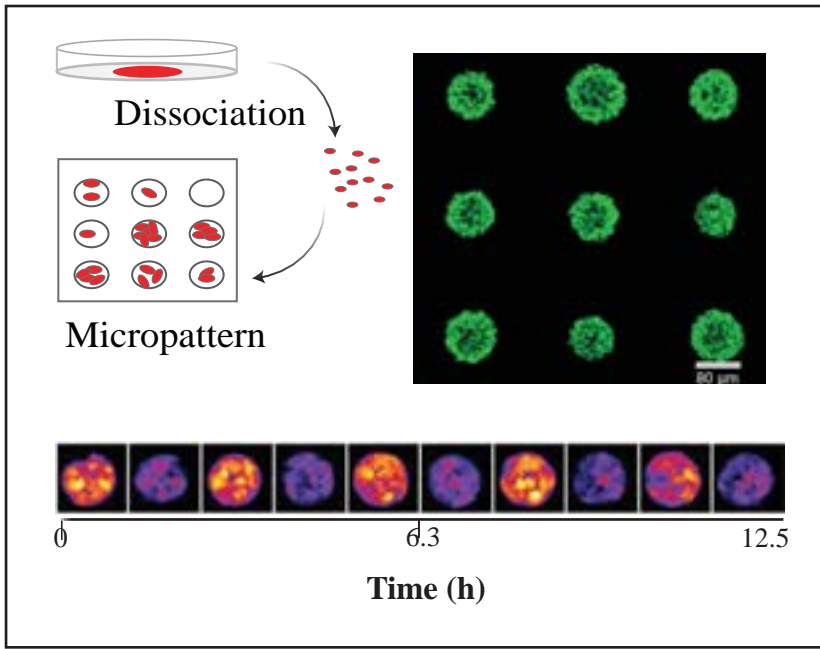 Dissociation
Micropattern
80 µm
0
6.3
12.5
Time (h)